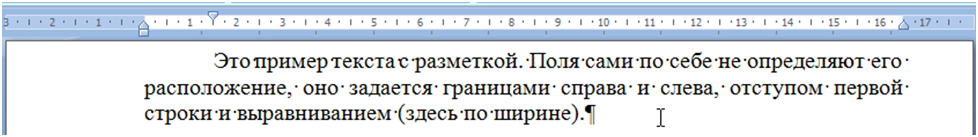 3 2 1 1 2 3 4 5 6 7 8 9 10 11 12 13 14 15 16 17
Это пример текста с разметкой. Поля сами по себе не определяют его
расположение, оно задается границами справа и слева, отступом первой
строки и выравниванием (здесь по ширине).¶